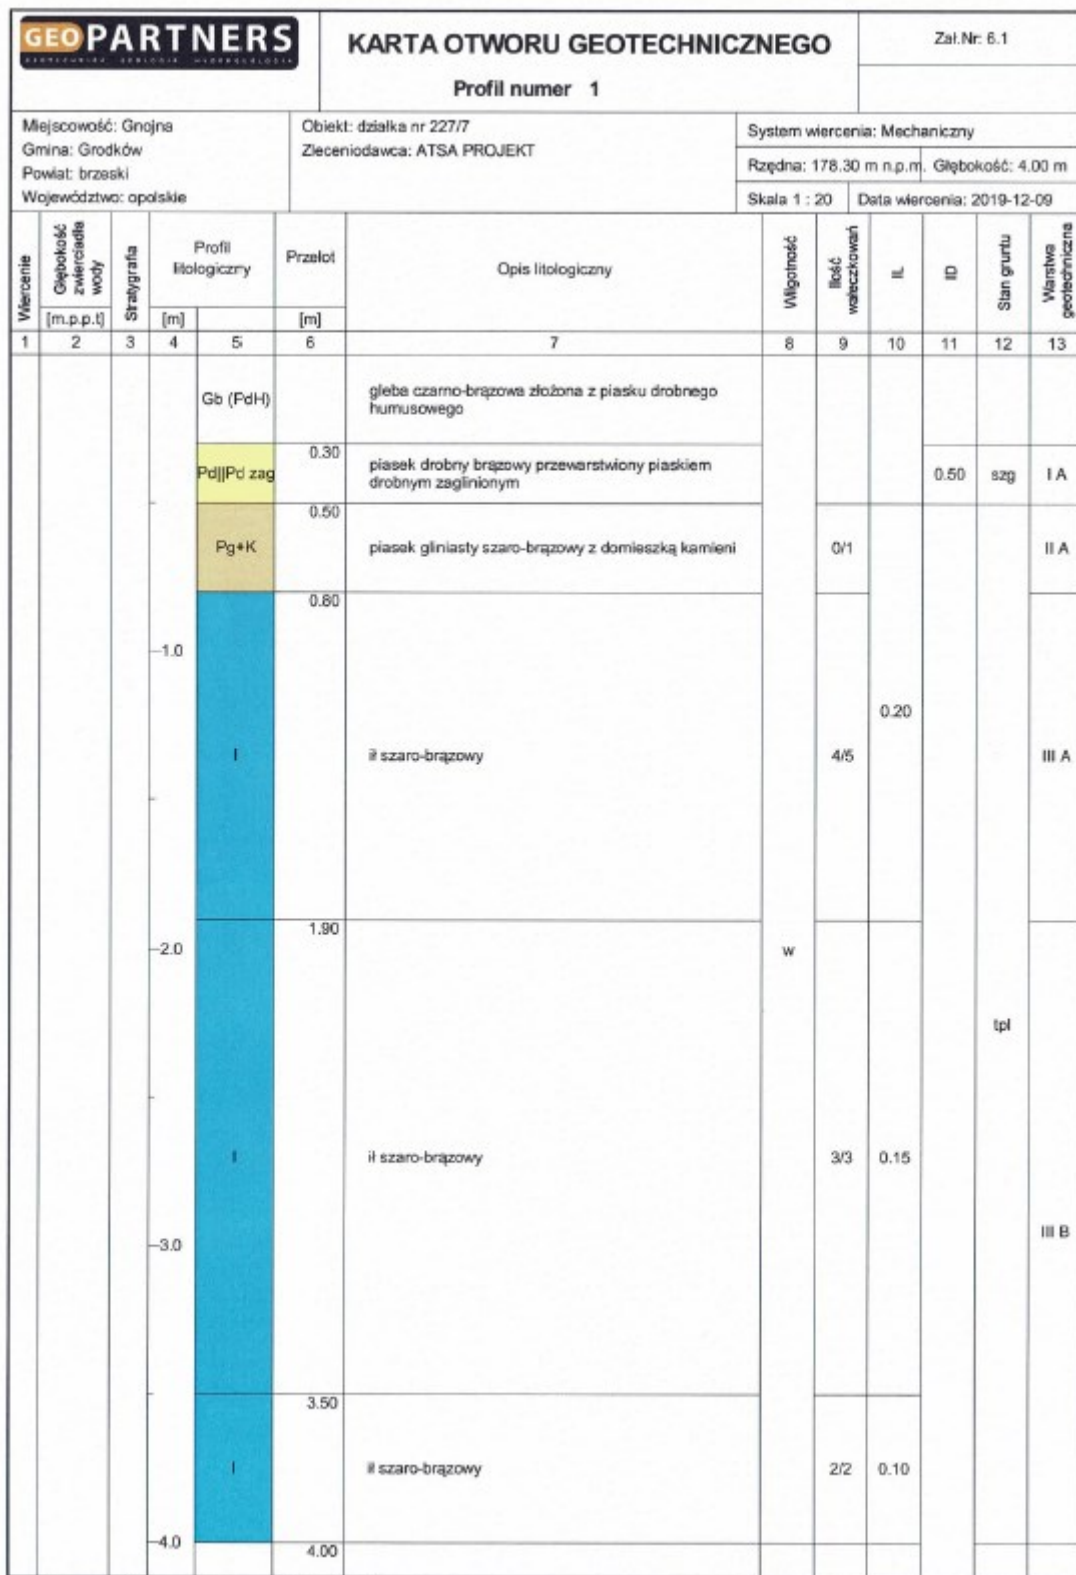 GEOPARTNERS
GEOTECHNIKA GEOLOGIA HYDROGEOLOGIA
KARTA OTWORU GEOTECHNICZNEGO
Profil numer 1
Zał.Nr: 6.1
Miejscowość: Gnojna
Gmina: Grodków
Powiat: brzeski
Województwo: opolskie
Obiekt: działka nr 227/7
Zleceniodawca: ATSA PROJEKT
System wiercenia: Mechaniczny
Rzędna: 178.30 m n.p.m. Głębokość: 4.00 m
Skala 1 : 20 Data wiercenia: 2019-12-09
Wiercenie
Głębokość zwierciadła wody
[m.p.p.t]
Stratygrafia
Profil litologiczny
[m]
Przelot
[m]
Opis litologiczny
Wilgotność
Ilość wałeczkowań
IL
ID
Stan gruntu
Warstwa geotechniczna
1 2 3 4 5 6 7 8 9 10 11 12 13
Gb (PdH) gleba czarno-brązowa złożona z piasku drobnego
humusowego
0.30
Pd||Pd zag piasek drobny brązowy przewarstwiony piaskiem
drobnym zaglinionym 0.50 szg I A
0.50
Pg+K piasek gliniasty szaro-brązowy z domieszką kamieni 0/1 II A
0.80
1.0
0.20
I ił szaro-brązowy 4/5 III A
1.90
2.0 w
tpl
I ił szaro-brązowy 3/3 0.15
3.0 III B
3.50
I ił szaro-brązowy 2/2 0.10
4.0
4.00